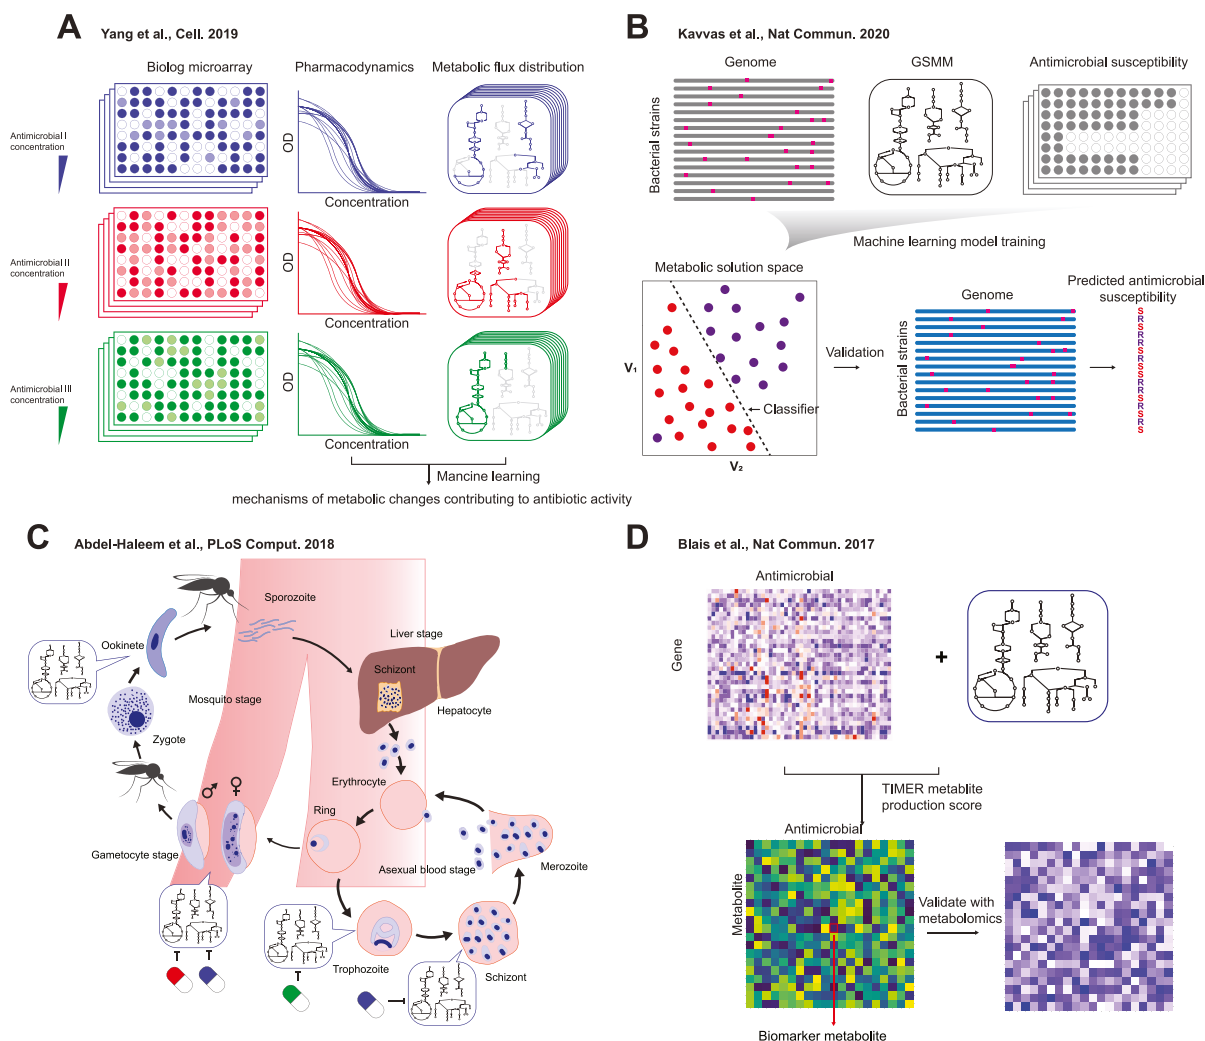 A
Yang et al., Cell. 2019
Biolog microarray
Pharmacodynamics
Metabolic flux distribution
Antimicrobial I
concentration
OD
Concentration
Antimicrobial II
concentration
OD
Concentration
Antimicrobial III
concentration
OD
Concentration
Mancine learning
mechanisms of metabolic changes contributing to antibiotic activity
B
Kavvas et al., Nat Commun. 2020
Genome
GSMM
Antimicrobial susceptibility
Bacterial strains
Machine learning model training
Metabolic solution space
V₁
V₂
Classifier
Validation
Genome
Bacterial strains
Predicted antimicrobial
susceptibility
S
R
S
R
R
S
R
S
S
R
R
S
R
S
R
S
C
Abdel-Haleem et al., PLoS Comput. 2018
Sporozoite
Ookinete
Liver stage
Schizont
Mosquito stage
Hepatocyte
Zygote
Erythrocyte
Ring
♂
♀
Gametocyte stage
Asexual blood stage
Merozoite
Trophozoite
Schizont
D
Blais et al., Nat Commun. 2017
Antimicrobial
Gene
+
TIMER metablite
production score
Antimicrobial
Metabolite
Validate with
metabolomics
Biomarker metabolite